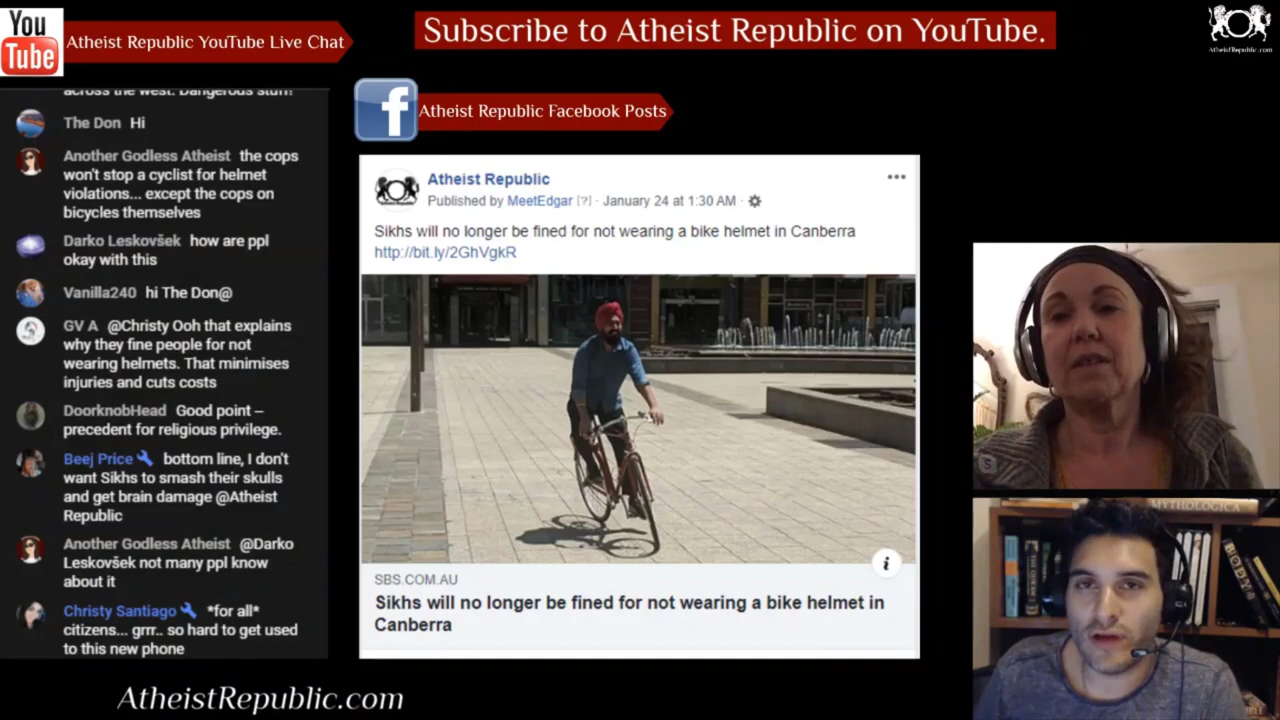 You
Tube
Atheist Republic YouTube Live Chat
Subscribe to Atheist Republic on YouTube.
AtheistRepublic.com
across the west. Dangerous stuff!
The Don Hi
Another Godless Atheist the cops
won't stop a cyclist for helmet
violations... except the cops on
bicycles themselves
Darko Leskovšek how are ppl
okay with this
Vanilla240 hi The Don@
GV A @Christy Ooh that explains
why they fine people for not
wearing helmets. That minimises
injuries and cuts costs
DoorknobHead Good point –
precedent for religious privilege.
Beej Price bottom line, I don't
want Sikhs to smash their skulls
and get brain damage @Atheist
Republic
Another Godless Atheist @Darko
Leskovšek not many ppl know
about it
Christy Santiago *for all*
citizens... grrr.. so hard to get used
to this new phone
f
Atheist Republic Facebook Posts
Atheist Republic
Published by MeetEdgar [?] · January 24 at 1:30 AM ·
Sikhs will no longer be fined for not wearing a bike helmet in Canberra
http://bit.ly/2GhVgkR
i
SBS.COM.AU
Sikhs will no longer be fined for not wearing a bike helmet in
Canberra
S
MYTHOLOGICA
AtheistRepublic.com